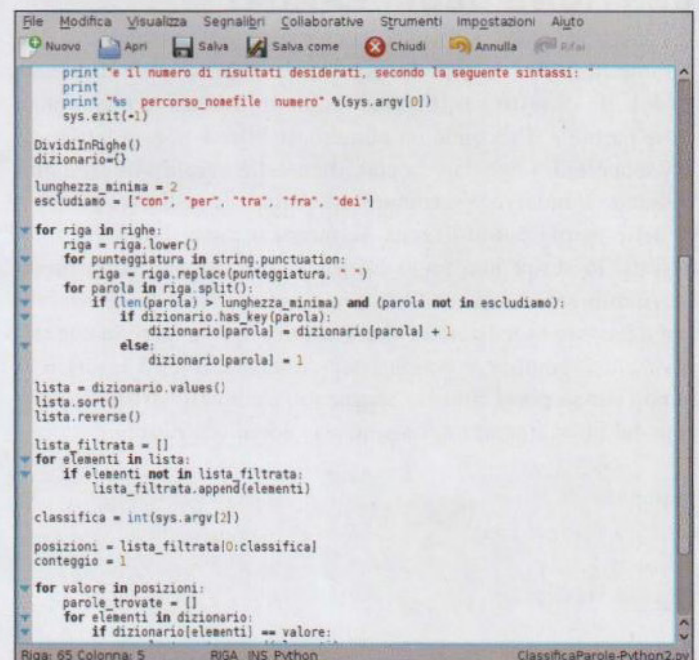 File Modifica Visualizza Segnalibri Collaborative Strumenti Impostazioni Aiuto
Nuovo Apri Salva Salva come Chiudi Annulla Rifai
print "e il numero di risultati desiderati, secondo la seguente sintassi: "
print
print "%s percorso_nomefile numero" %(sys.argv[0])
sys.exit(-1)
DividiInRighe()
dizionario={}
lunghezza_minima = 2
escludiamo = ["con", "per", "tra", "fra", "dei"]
for riga in righe:
riga = riga.lower()
for punteggiatura in string.punctuation:
riga = riga.replace(punteggiatura, " ")
for parola in riga.split():
if (len(parola) > lunghezza_minima) and (parola not in escludiamo):
if dizionario.has_key(parola):
dizionario[parola] = dizionario[parola] + 1
else:
dizionario[parola] = 1
lista = dizionario.values()
lista.sort()
lista.reverse()
lista_filtrata = []
for elementi in lista:
if elementi not in lista_filtrata:
lista_filtrata.append(elementi)
classifica = int(sys.argv[2])
posizioni = lista_filtrata[0:classifica]
conteggio = 1
for valore in posizioni:
parole_trovate = []
for elementi in dizionario:
if dizionario[elementi] == valore:
Riga: 65 Colonna: 5 RIGA INS Python ClassificaParole-Python2.py